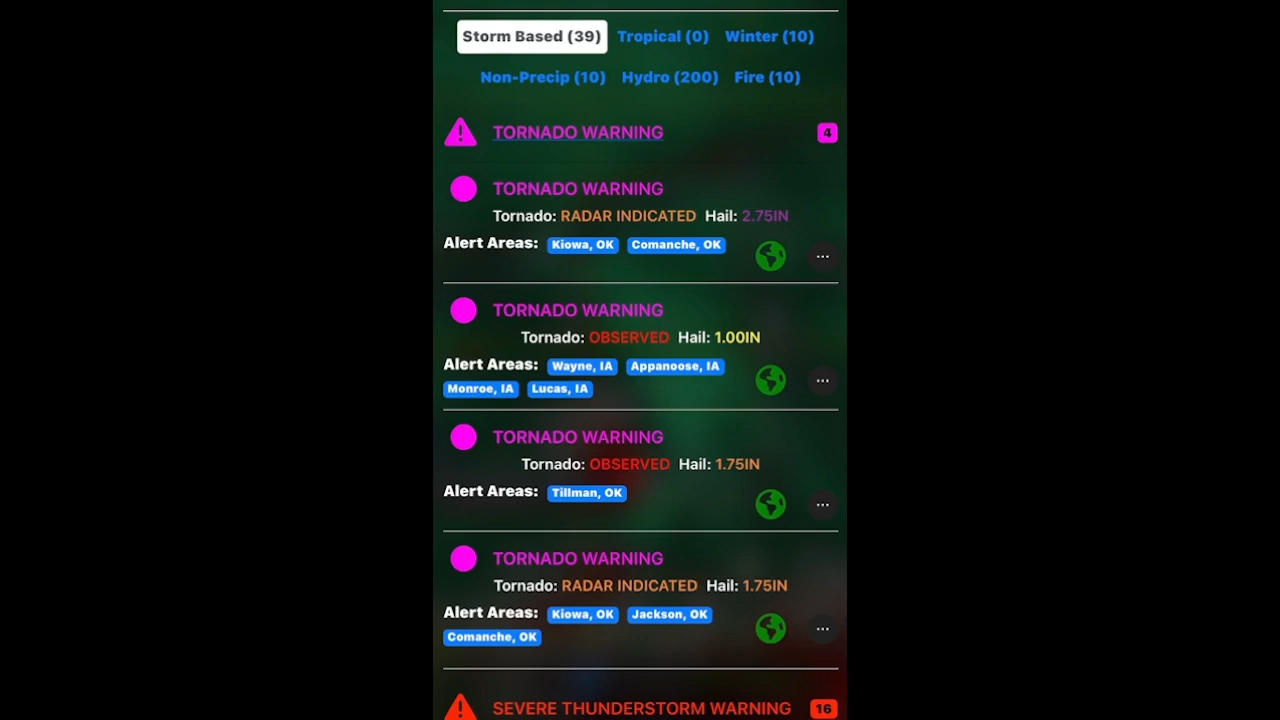 Storm Based (39) Tropical (0) Winter (10)
Non-Precip (10) Hydro (200) Fire (10)
TORNADO WARNING 4
TORNADO WARNING
Tornado: RADAR INDICATED Hail: 2.75IN
Alert Areas: Kiowa, OK Comanche, OK
TORNADO WARNING
Tornado: OBSERVED Hail: 1.00IN
Alert Areas: Wayne, IA Appanoose, IA
Monroe, IA Lucas, IA
TORNADO WARNING
Tornado: OBSERVED Hail: 1.75IN
Alert Areas: Tillman, OK
TORNADO WARNING
Tornado: RADAR INDICATED Hail: 1.75IN
Alert Areas: Kiowa, OK Jackson, OK
Comanche, OK
SEVERE THUNDERSTORM WARNING 16